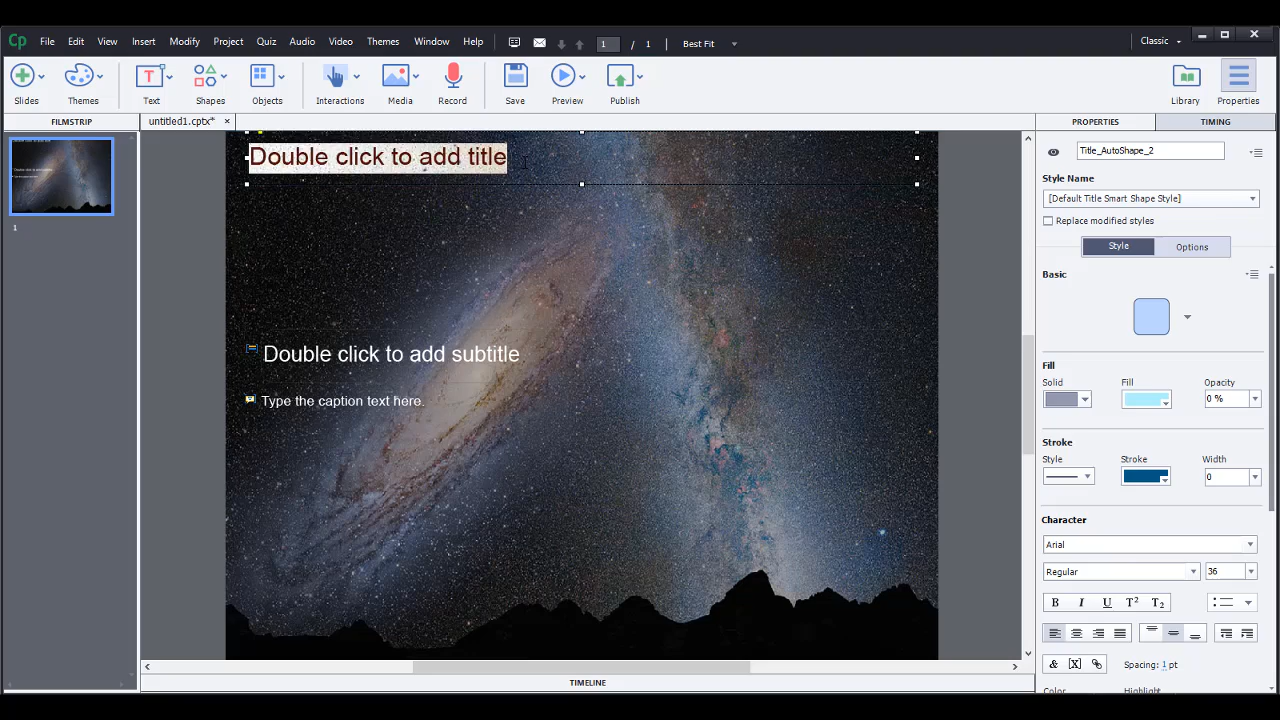 Cp File Edit View Insert Modify Project Quiz Audio Video Themes Window Help 1 / 1 Best Fit Classic
Slides Themes Text Shapes Objects Interactions Media Record Save Preview Publish Library Properties
FILMSTRIP untitled1.cptx* PROPERTIES TIMING
Double click to add title
Double click to add subtitle
Type the caption text here.
1
Title_AutoShape_2
Style Name
[Default Title Smart Shape Style]
Replace modified styles
Style Options
Basic
Fill
Solid Fill Opacity
0 %
Stroke
Style Stroke Width
0
Character
Arial
Regular 36
B I U T² T₂
& [X] Spacing: 1 pt
Color Highlight
TIMELINE